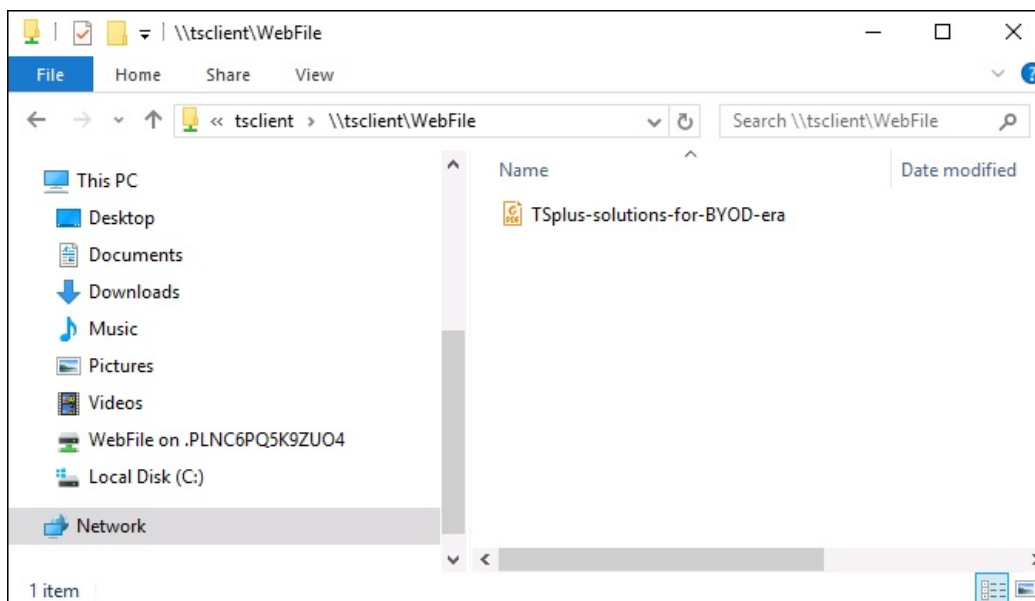 \\tsclient\WebFile
File Home Share View
?
« tsclient > \\tsclient\WebFile
Search \\tsclient\WebFile
This PC
Desktop
Documents
Downloads
Music
Pictures
Videos
WebFile on .PLNC6PQ5K9ZUO4
Local Disk (C:)
Network
Name Date modified
PDF
TSplus-solutions-for-BYOD-era
1 item